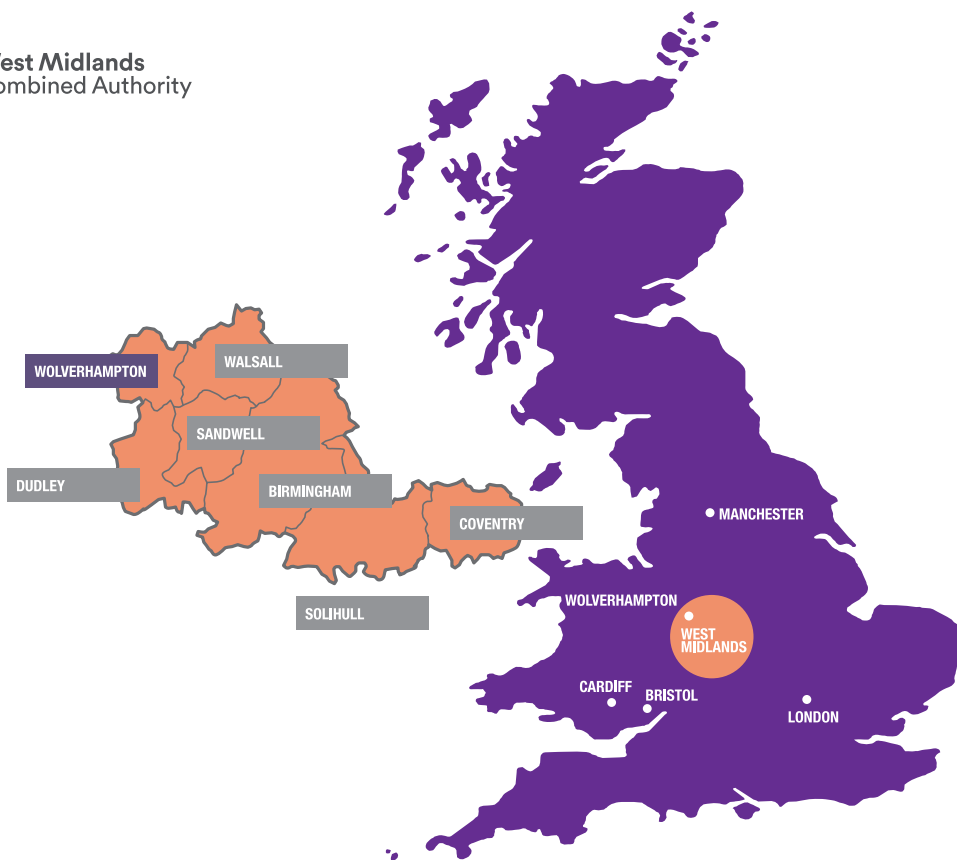 est Midlands
ombined Authority
WOLVERHAMPTON
WALSALL
SANDWELL
DUDLEY
BIRMINGHAM
COVENTRY
SOLIHULL
MANCHESTER
WOLVERHAMPTON
WEST
MIDLANDS
CARDIFF
BRISTOL
LONDON